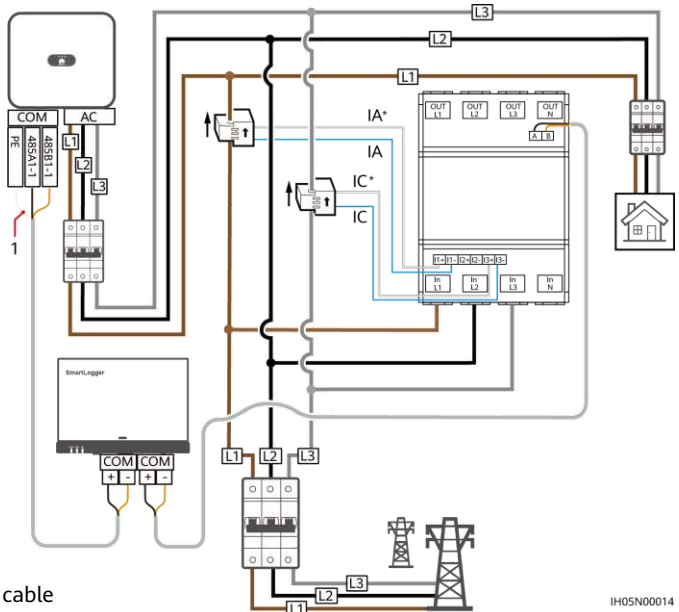 L3
L2
L1
COM
AC
PE
485A1-1
485B1-1
L1
L2
L3
1
IA*
IA
IC*
IC
OUT L1
OUT L2
OUT L3
OUT N
A B
I1+ I1- I2+ I2- I3+ I3-
In L1
In L2
In L3
In N
SmartLogger
COM COM
+ - + -
L1
L2
L3
L3
L2
L1
cable
IH05N00014